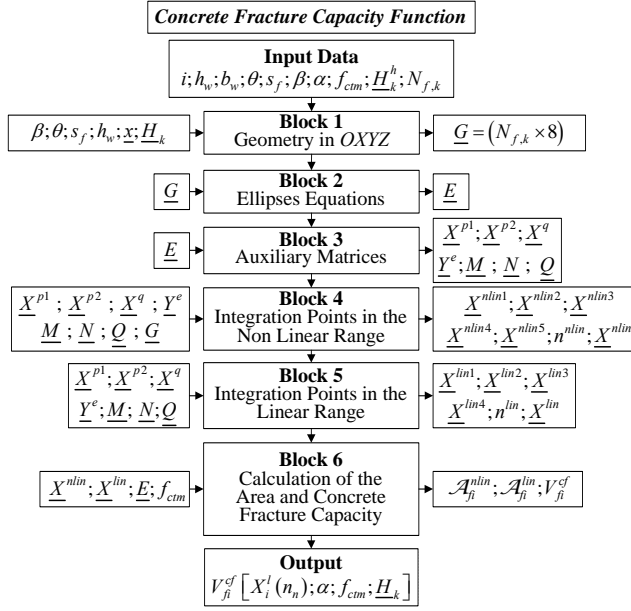 Concrete Fracture Capacity Function
Input Data
i; h_w; b_w; θ; s_f; β; α; f_ctm; H_k^h; N_f,k
β; θ; s_f; h_w; x; H_k
Block 1
Geometry in OXYZ
G = (N_f,k × 8)
G
Block 2
Ellipses Equations
E
E
Block 3
Auxiliary Matrices
X^p1; X^p2; X^q
Y^e; M ; N ; Q
X^p1 ; X^p2 ; X^q ; Y^e
M ; N ; Q ; G
Block 4
Integration Points in the
Non Linear Range
X^nlin1; X^nlin2; X^nlin3
X^nlin4; X^nlin5; n^nlin; X^nlin
X^p1; X^p2; X^q
Y^e; M; N; Q
Block 5
Integration Points in the
Linear Range
X^lin1; X^lin2; X^lin3
X^lin4; n^lin; X^lin
X^nlin; X^lin; E; f_ctm
Block 6
Calculation of the
Area and Concrete
Fracture Capacity
A_fi^nlin; A_fi^lin; V_fi^cf
Output
V_fi^cf [X_i^l (n_n); α; f_ctm; H_k]